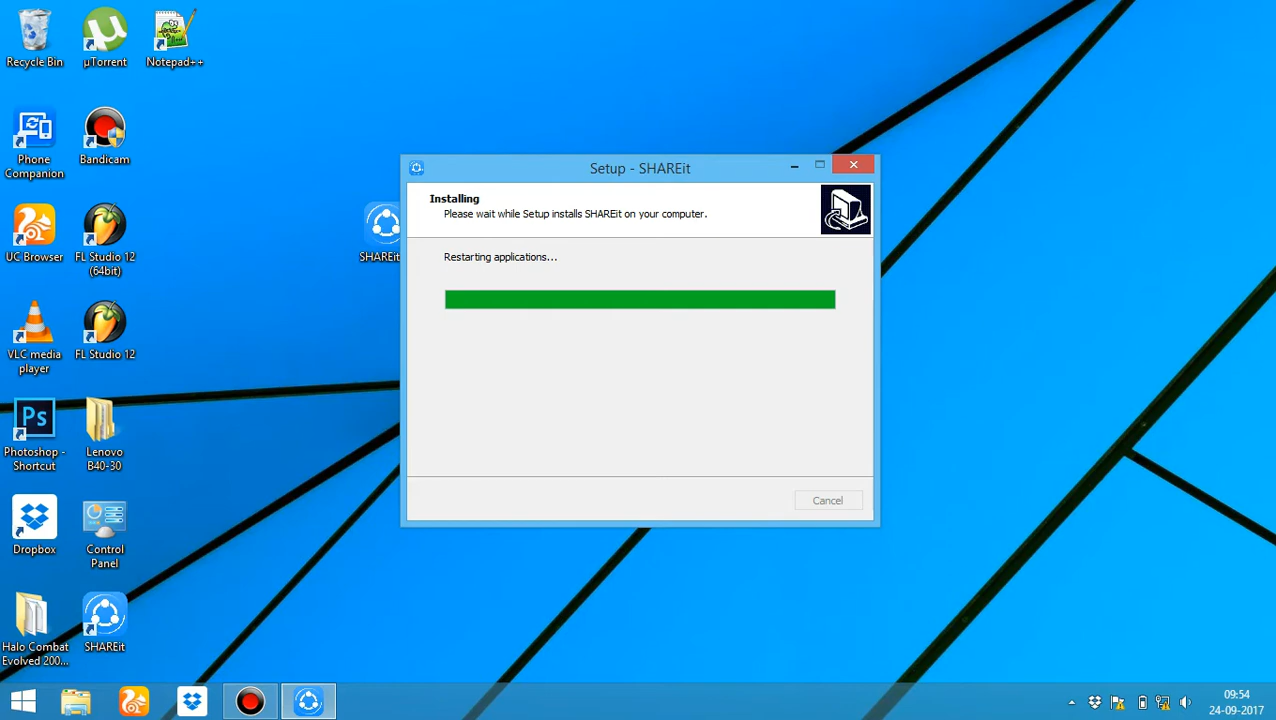 Recycle Bin
µTorrent
Notepad++
Phone
Companion
Bandicam
UC Browser
FL Studio 12
(64bit)
VLC media
player
FL Studio 12
Ps
Photoshop -
Shortcut
Lenovo
B40-30
Dropbox
Control
Panel
Halo Combat
Evolved 200...
SHAREit
SHAREit
Setup - SHAREit
Installing
Please wait while Setup installs SHAREit on your computer.
Restarting applications...
Cancel
09:54
24-09-2017